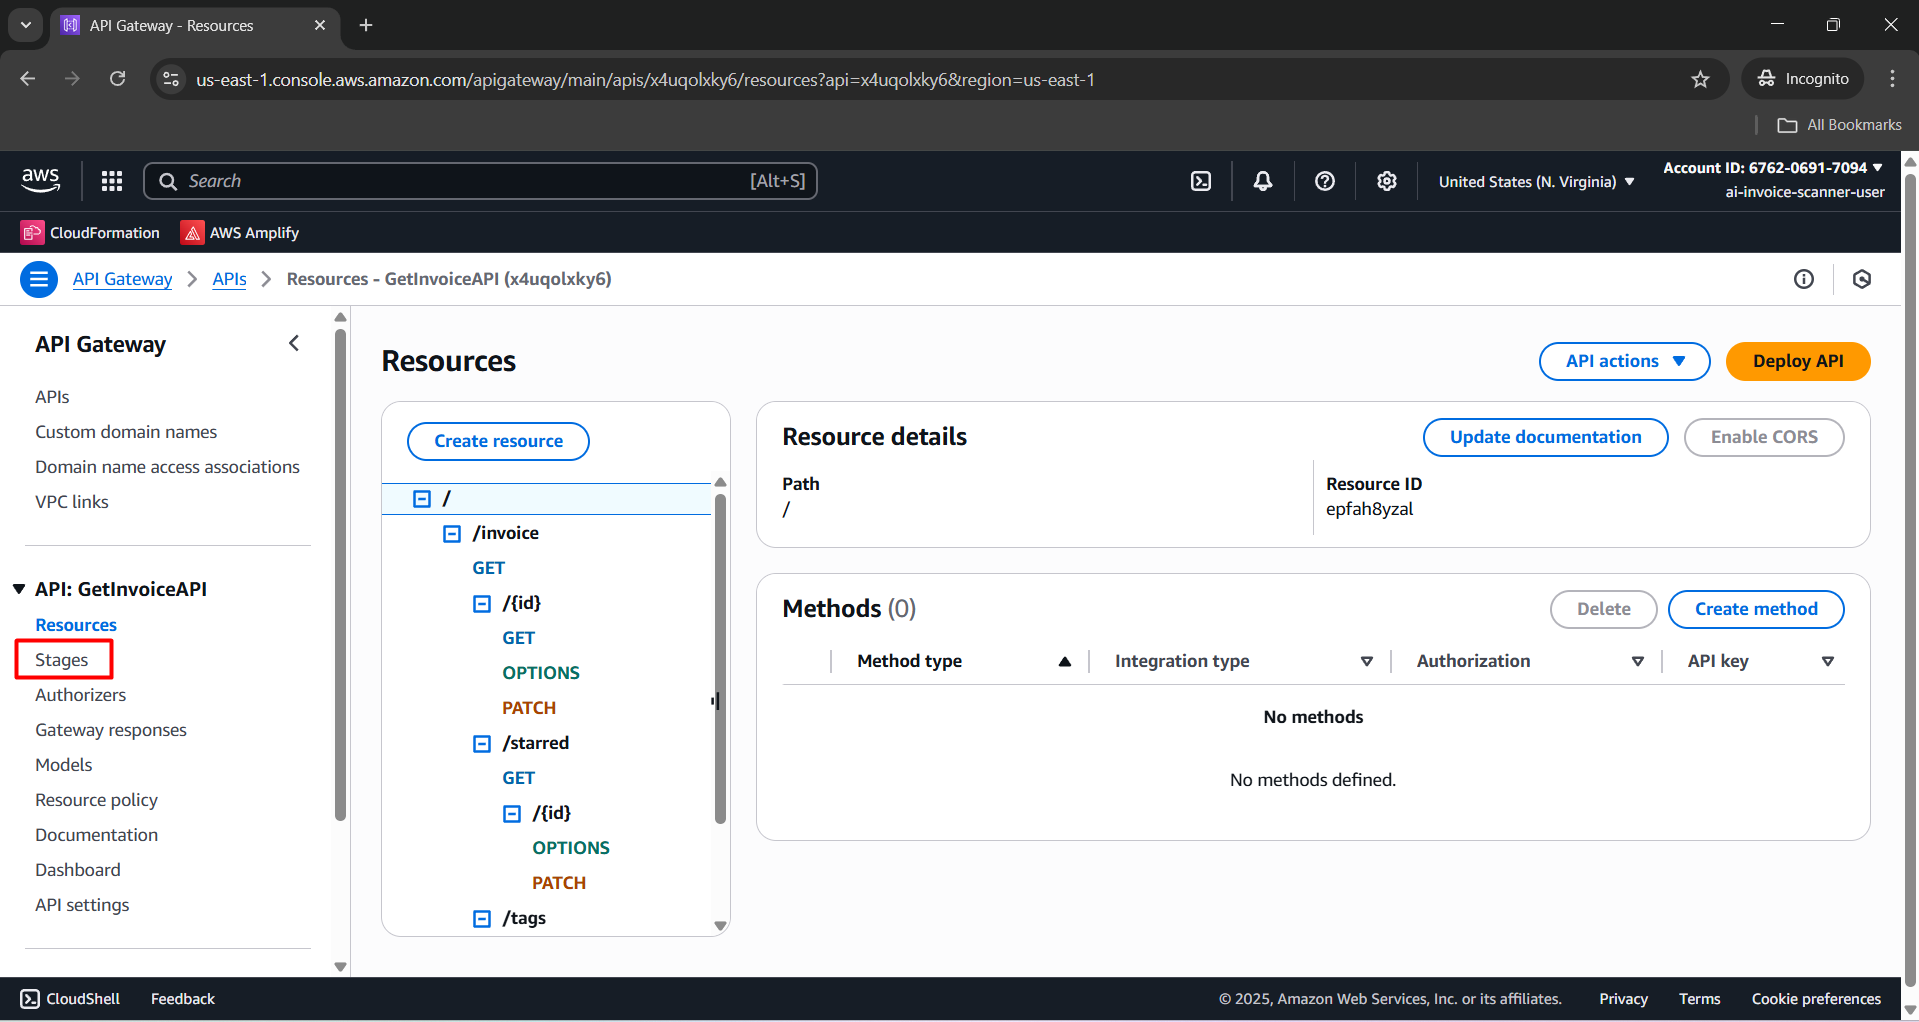 API Gateway - Resources
us-east-1.console.aws.amazon.com/apigateway/main/apis/x4uqolxky6/resources?api=x4uqolxky6&region=us-east-1
Incognito
All Bookmarks
aws
Search
[Alt+S]
United States (N. Virginia)
Account ID: 6762-0691-7094
ai-invoice-scanner-user
CloudFormation
AWS Amplify
API Gateway
APIs
Resources - GetInvoiceAPI (x4uqolxky6)
API Gateway
APIs
Custom domain names
Domain name access associations
VPC links
API: GetInvoiceAPI
Resources
Stages
Authorizers
Gateway responses
Models
Resource policy
Documentation
Dashboard
API settings
Resources
API actions
Deploy API
Create resource
/
/invoice
GET
/{id}
GET
OPTIONS
PATCH
/starred
GET
/{id}
OPTIONS
PATCH
/tags
Resource details
Update documentation
Enable CORS
Path
/
Resource ID
epfah8yzal
Methods (0)
Delete
Create method
Method type
Integration type
Authorization
API key
No methods
No methods defined.
CloudShell
Feedback
© 2025, Amazon Web Services, Inc. or its affiliates.
Privacy
Terms
Cookie preferences